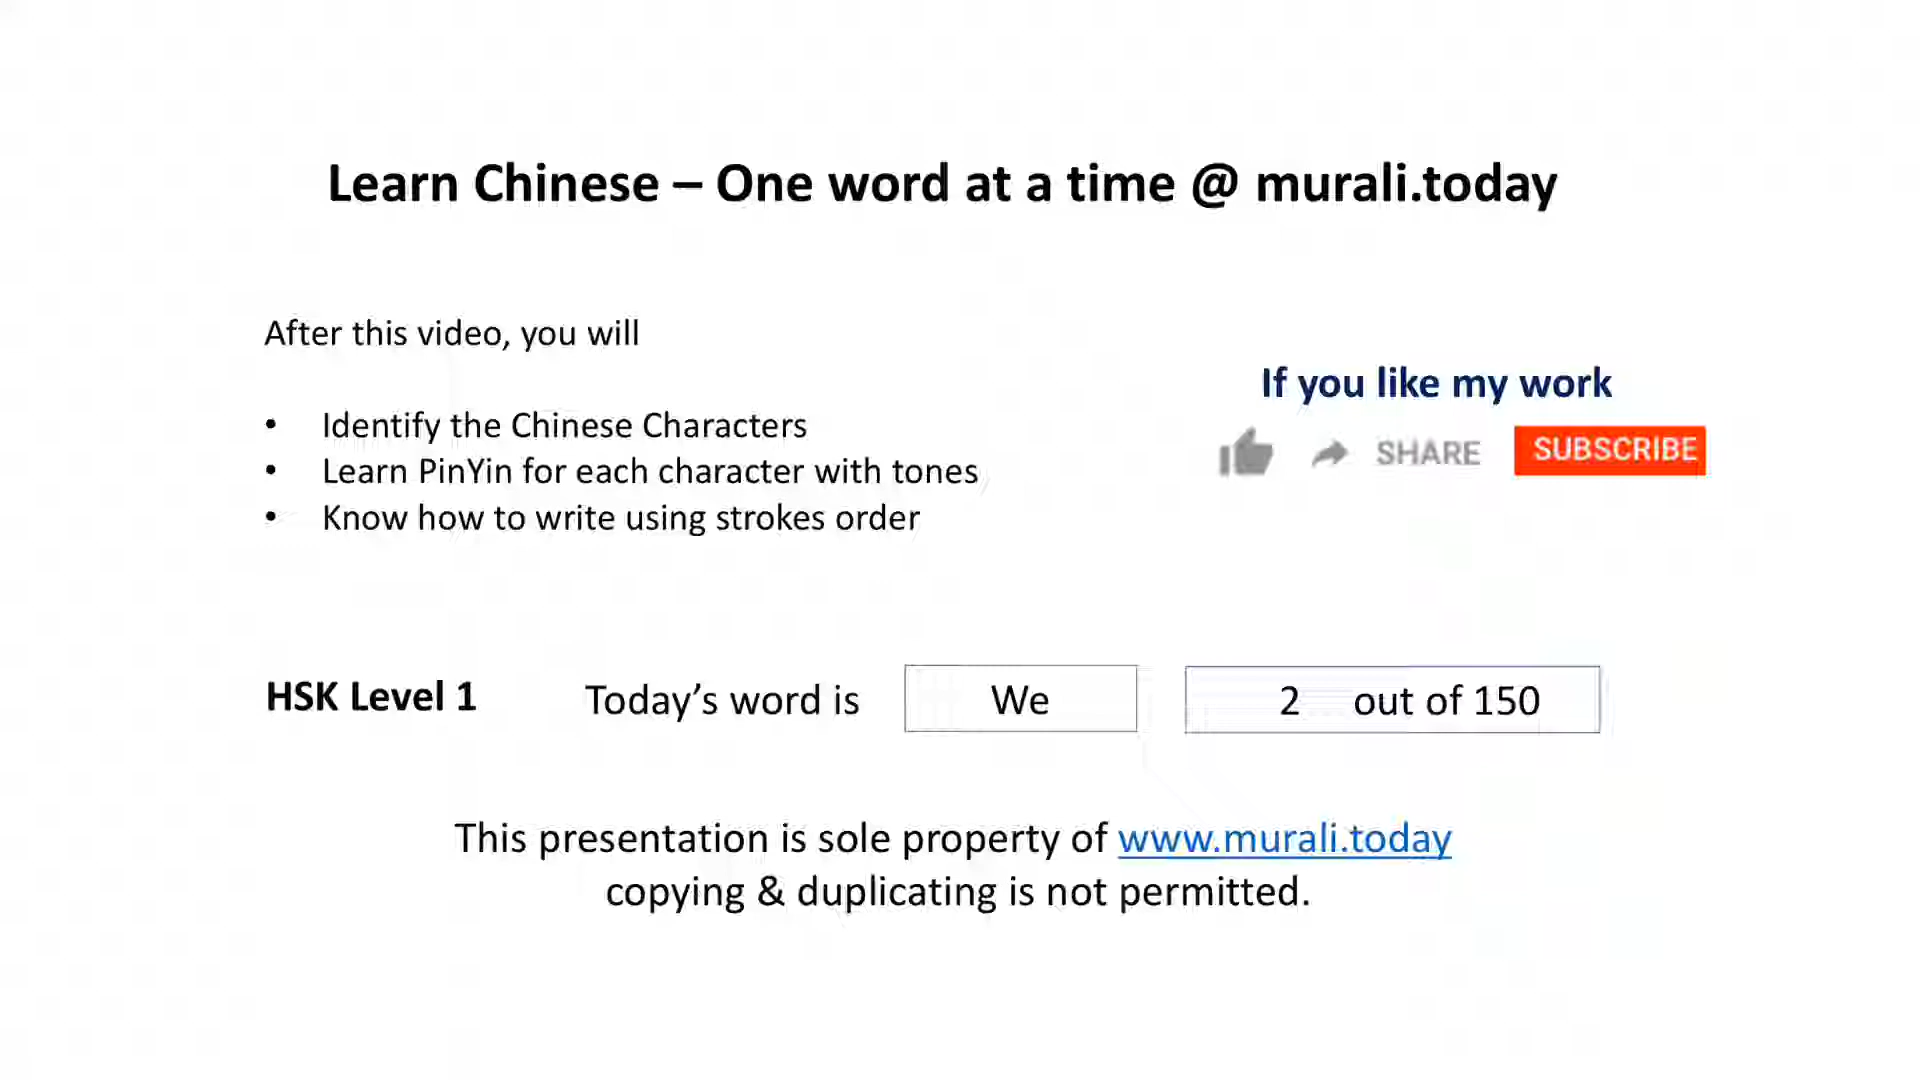 Learn Chinese – One word at a time @ murali.today
After this video, you will
• Identify the Chinese Characters
• Learn PinYin for each character with tones
• Know how to write using strokes order
If you like my work
SHARE SUBSCRIBE
HSK Level 1 Today’s word is We 2 out of 150
This presentation is sole property of www.murali.today
copying & duplicating is not permitted.